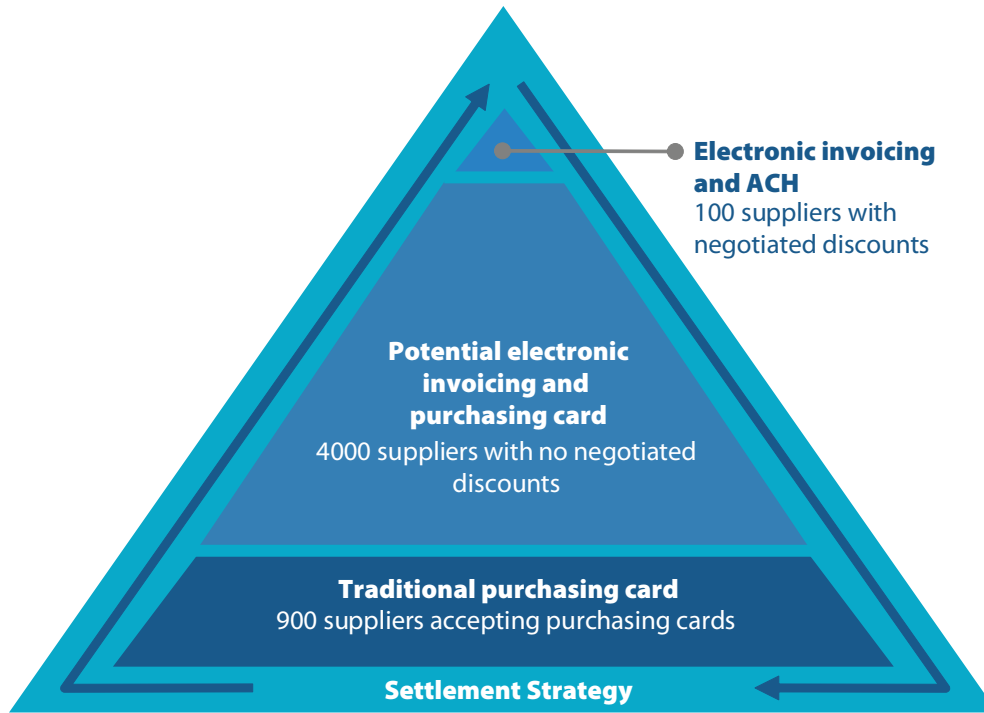 Electronic invoicing
and ACH
100 suppliers with
negotiated discounts
Potential electronic
invoicing and
purchasing card
4000 suppliers with no negotiated
discounts
Traditional purchasing card
900 suppliers accepting purchasing cards
Settlement Strategy